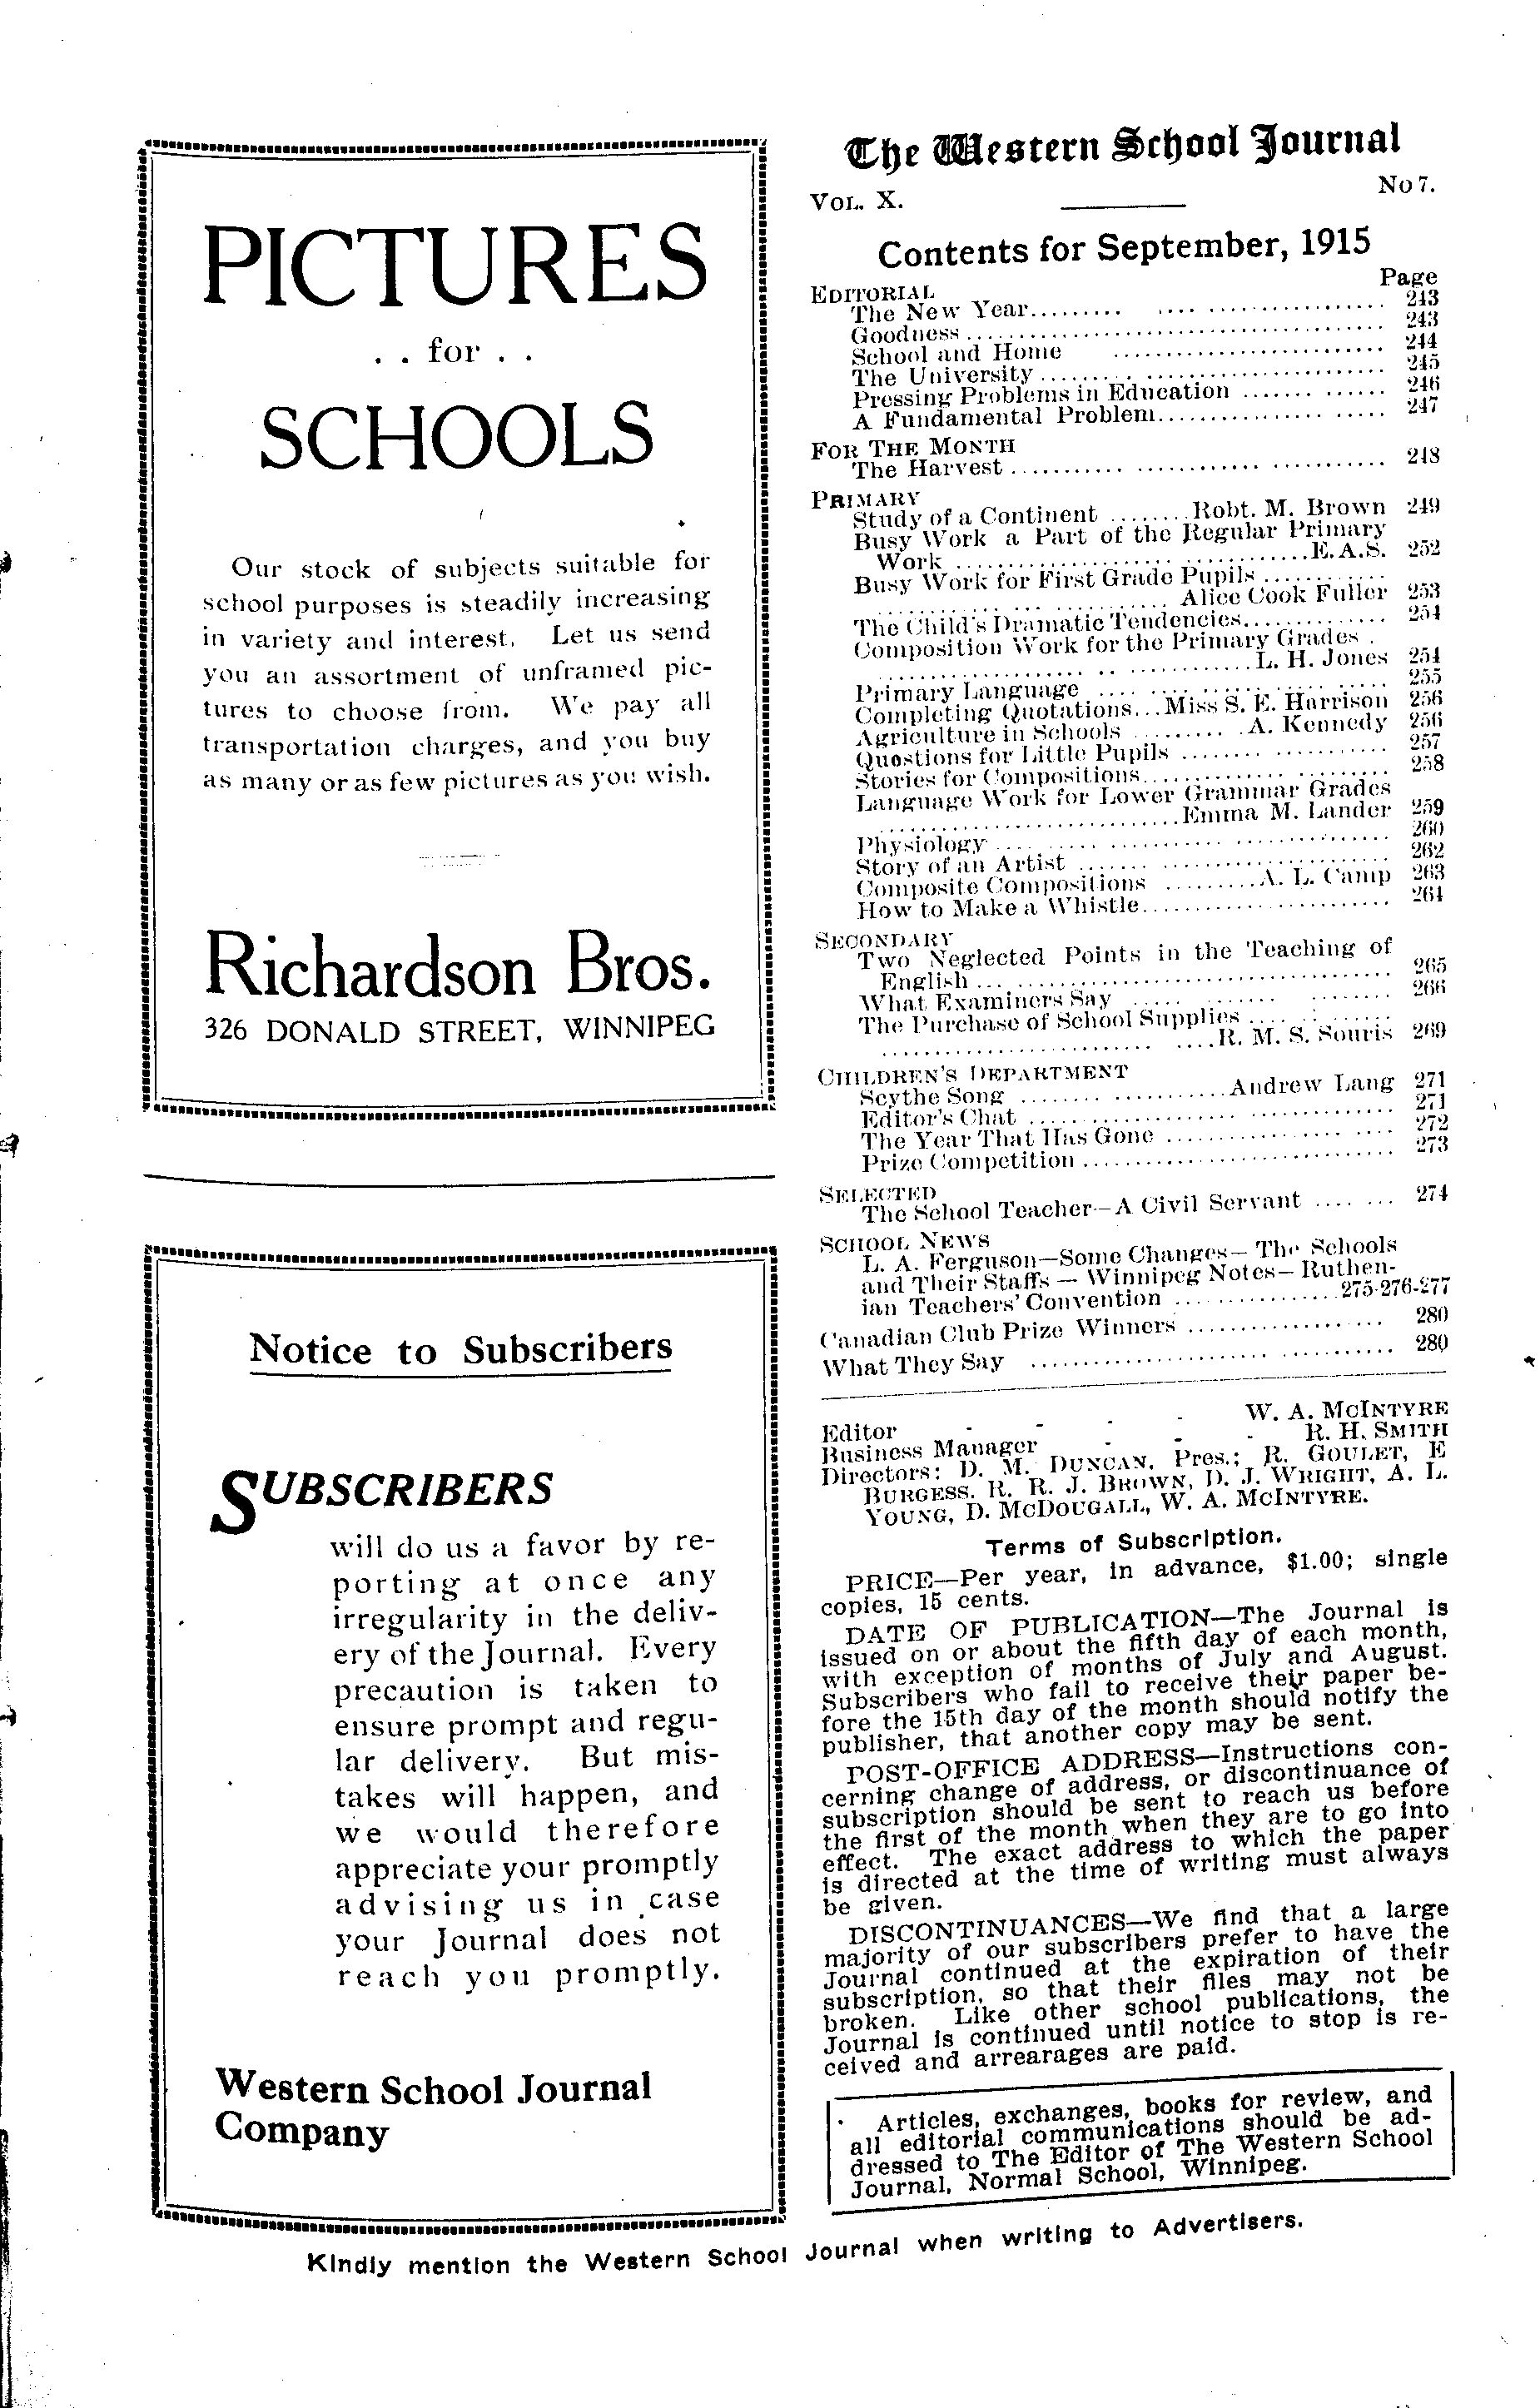 PICTURES
. . for . .
SCHOOLS
Our stock of subjects suitable for
school purposes is steadily increasing
in variety and interest. Let us send
you an assortment of unframed pic-
tures to choose from. We pay all
transportation charges, and you buy
as many or as few pictures as you wish.
Richardson Bros.
326 DONALD STREET, WINNIPEG
Notice to Subscribers
SUBSCRIBERS
will do us a favor by re-
porting at once any
irregularity in the deliv-
ery of the Journal. Every
precaution is taken to
ensure prompt and regu-
lar delivery. But mis-
takes will happen, and
we would therefore
appreciate your promptly
advising us in case
your Journal does not
reach you promptly.
Western School Journal
Company
The Western School Journal
VOL. X. No 7.
Contents for September, 1915
Page
EDITORIAL
The New Year......... .... .................. 243
Goodness........................................ 243
School and Home .......................... 244
The University......... ....................... 245
Pressing Problems in Education ....... ...... 246
A Fundamental Problem................ ..... 247
FOR THE MONTH
The Harvest........... ............ ........... 248
PRIMARY
Study of a Continent ........Robt. M. Brown 249
Busy Work a Part of the Regular Primary
Work ..................................E.A.S. 252
Busy Work for First Grade Pupils ............
................ ........... Alice Cook Fuller 253
The Child's Dramatic Tendencies.............. 254
Composition Work for the Primary Grades .
.................... .. ............L. H. Jones 254
Primary Language .... .... .................. 255
Completing Quotations...Miss S. E. Harrison 256
Agriculture in Schools ......... .A. Kennedy 256
Questions for Little Pupils ........ ........... 257
Stories for Compositions.............. ......... 258
Language Work for Lower Grammar Grades
.............................Emma M. Lander 259
Physiology.... ...... ........... ............... 260
Story of an Artist ....... ...................... 262
Composite Compositions .........A. L. Camp 263
How to Make a Whistle........................ 264
SECONDARY
Two Neglected Points in the Teaching of
English... .................................... 265
What Examiners Say ..... ....... ........ 266
The Purchase of School Supplies .... .........
.......................... ....R. M. S. Souris 269
CHILDREN'S DEPARTMENT
Scythe Song ........ ...........Andrew Lang 271
Editor's Chat .................... .............. 271
The Year That Has Gone ................. .... 272
Prize Competition.............................. 273
SELECTED
The School Teacher—A Civil Servant .... ... 274
SCHOOL NEWS
L. A. Ferguson—Some Changes—The Schools
and Their Staffs — Winnipeg Notes—Ruthen-
ian Teachers' Convention ................275-276-277
Canadian Club Prize Winners ................... 280
What They Say ....................... ........... 280
Editor - - - - W. A. MCINTYRE
Business Manager - - - R. H. SMITH
Directors: D. M. DUNCAN, Pres.; R. GOULET, E
BURGESS. H. R. J. BROWN, D. J. WRIGHT, A. L.
YOUNG, D. MCDOUGALL, W. A. MCINTYRE.
Terms of Subscription.
PRICE—Per year, in advance, $1.00; single
copies, 15 cents.
DATE OF PUBLICATION—The Journal is
issued on or about the fifth day of each month,
with exception of months of July and August.
Subscribers who fail to receive their paper be-
fore the 15th day of the month should notify the
publisher, that another copy may be sent.
POST-OFFICE ADDRESS—Instructions con-
cerning change of address, or discontinuance of
subscription should be sent to reach us before
the first of the month when they are to go into
effect. The exact address to which the paper
is directed at the time of writing must always
be given.
DISCONTINUANCES—We find that a large
majority of our subscribers prefer to have the
Journal continued at the expiration of their
subscription, so that their files may not be
broken. Like other school publications, the
Journal is continued until notice to stop is re-
ceived and arrearages are paid.
Articles, exchanges, books for review, and
all editorial communications should be ad-
dressed to The Editor of The Western School
Journal, Normal School, Winnipeg.
Kindly mention the Western School Journal when writing to Advertisers.